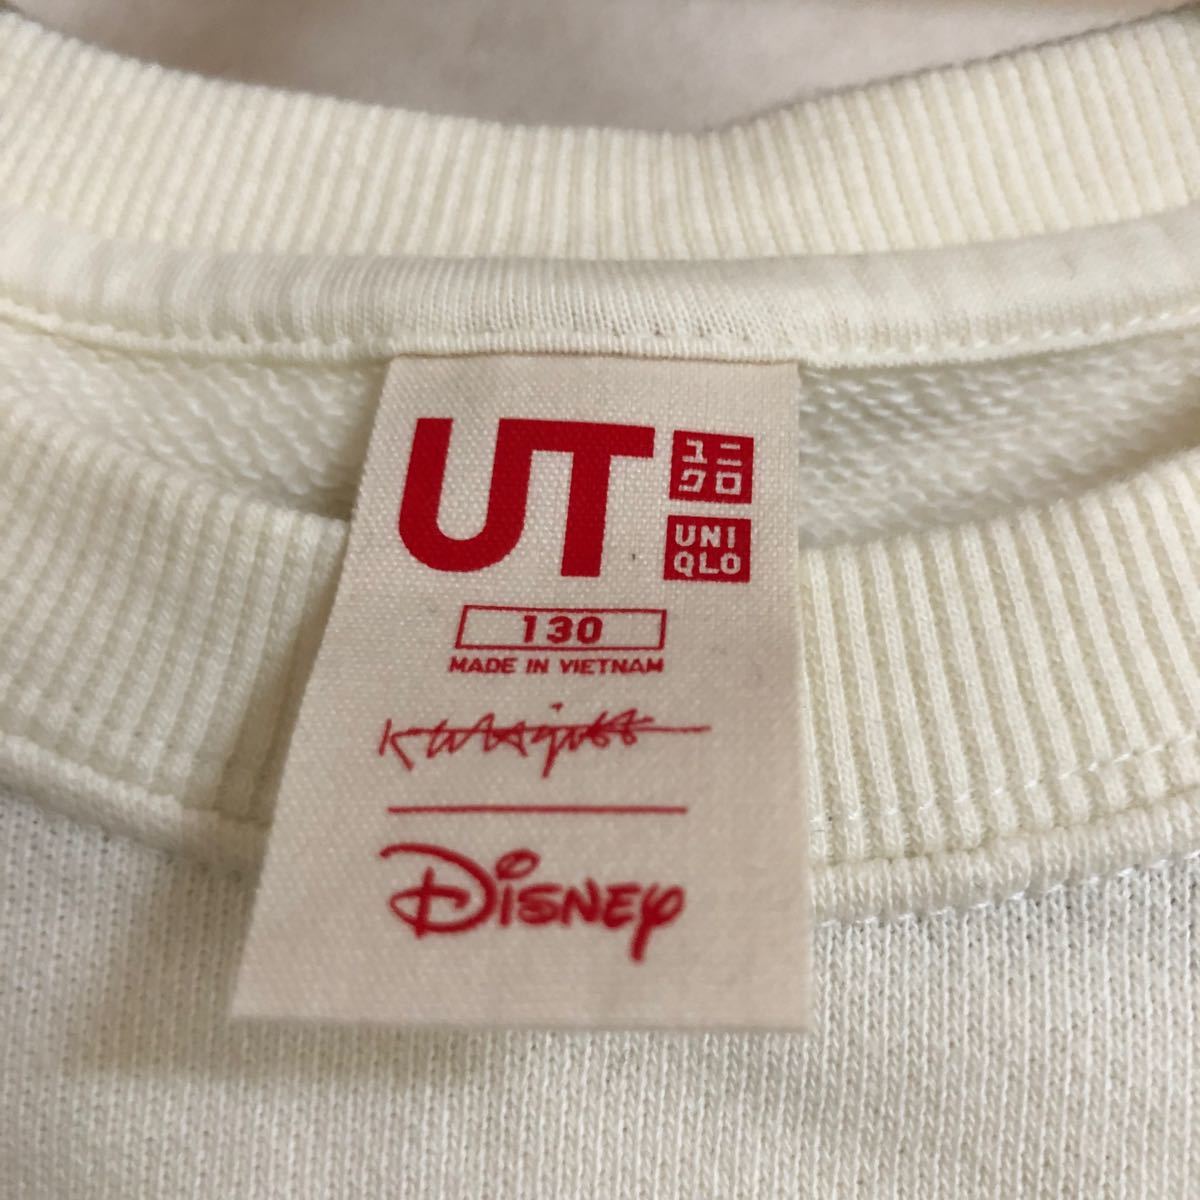 UT
ユニ
クロ
UNI
QLO
130
MADE IN VIETNAM
Disney